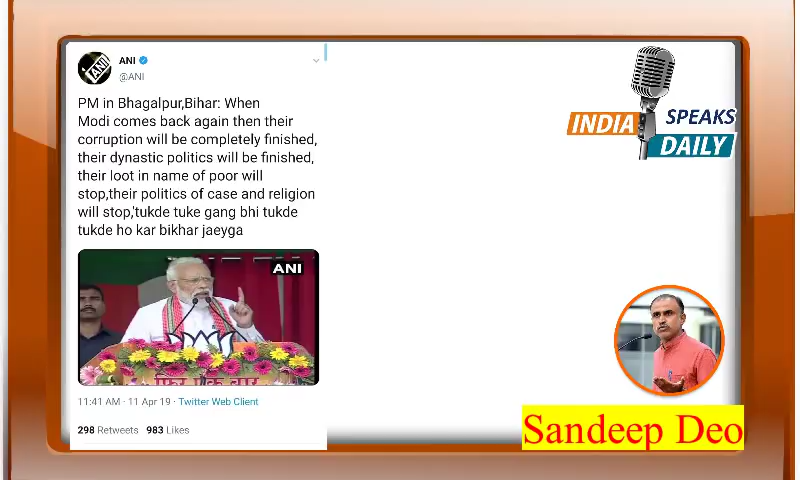 ANI
@ANI
PM in Bhagalpur,Bihar: When
Modi comes back again then their
corruption will be completely finished,
their dynastic politics will be finished,
their loot in name of poor will
stop,their politics of case and religion
will stop,'tukde tuke gang bhi tukde
tukde ho kar bikhar jaeyga
ANI
फिर एक बार
11:41 AM · 11 Apr 19 · Twitter Web Client
298 Retweets 983 Likes
INDIA SPEAKS
DAILY
Sandeep Deo